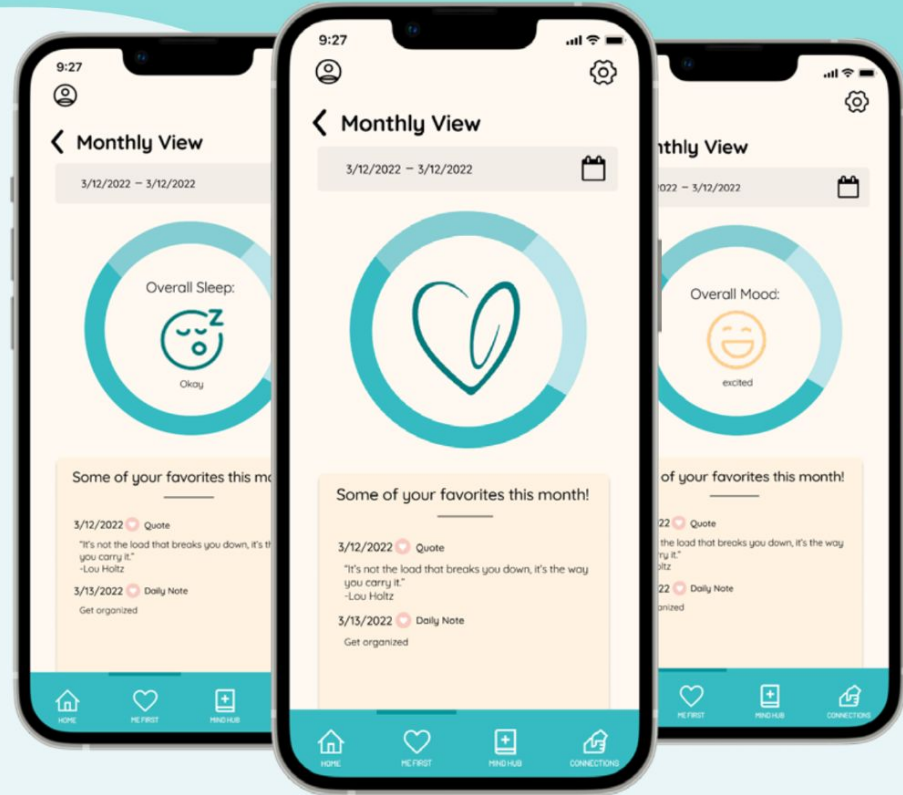 9:27
Monthly View
3/12/2022 – 3/12/2022
Overall Sleep:
Z
Okay
Some of your favorites this mo
3/12/2022 Quote
"It's not the load that breaks you down, it's th
you carry it."
-Lou Holtz
3/13/2022 Daily Note
Get organized
HOME
ME FIRST
MIND HUB
9:27
Monthly View
3/12/2022 – 3/12/2022
Some of your favorites this month!
3/12/2022 Quote
"It's not the load that breaks you down, it's the way
you carry it."
-Lou Holtz
3/13/2022 Daily Note
Get organized
HOME
ME FIRST
MIND HUB
CONNECTIONS
nthly View
022 – 3/12/2022
Overall Mood:
excited
of your favorites this month!
22 Quote
the load that breaks you down, it's the way
ry it."
oltz
22 Daily Note
anized
ME FIRST
MIND HUB
CONNECTIONS